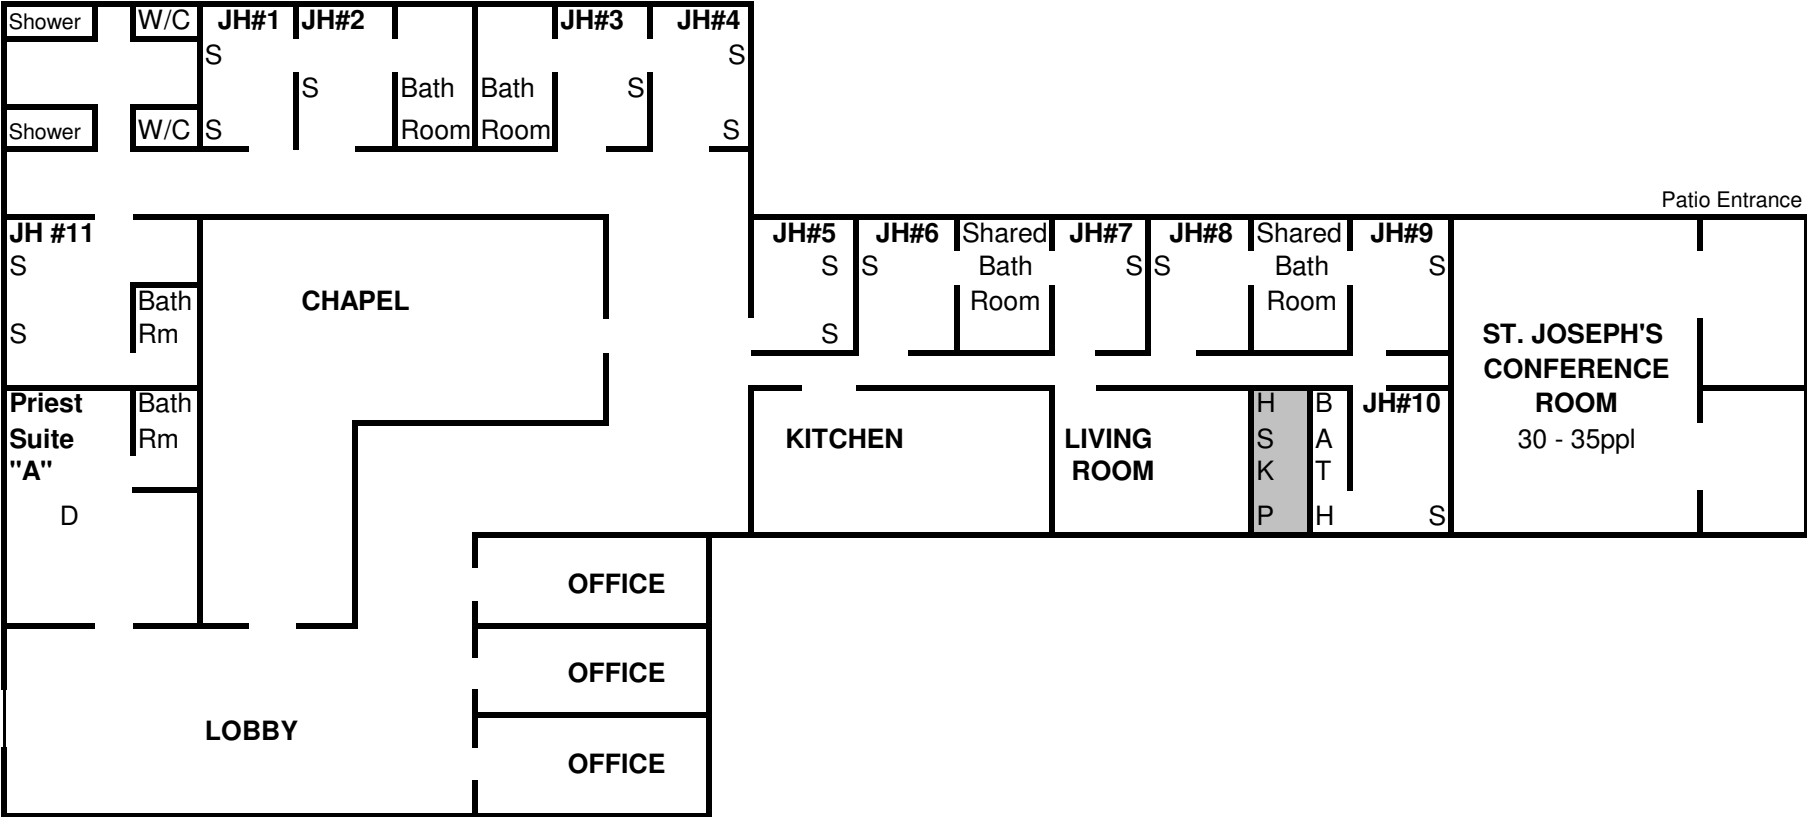 Shower W/C JH#1 JH#2 JH#3 JH#4
S S
S Bath Bath S
Shower W/C S Room Room S
Patio Entrance
JH #11 JH#5 JH#6 Shared JH#7 JH#8 Shared JH#9
S S S Bath S S Bath S
Bath CHAPEL Room Room
S Rm S ST. JOSEPH'S
CONFERENCE
Priest Bath H B JH#10 ROOM
Suite Rm KITCHEN LIVING S A 30 - 35ppl
"A" ROOM K T
D P H S
OFFICE
OFFICE
LOBBY
OFFICE